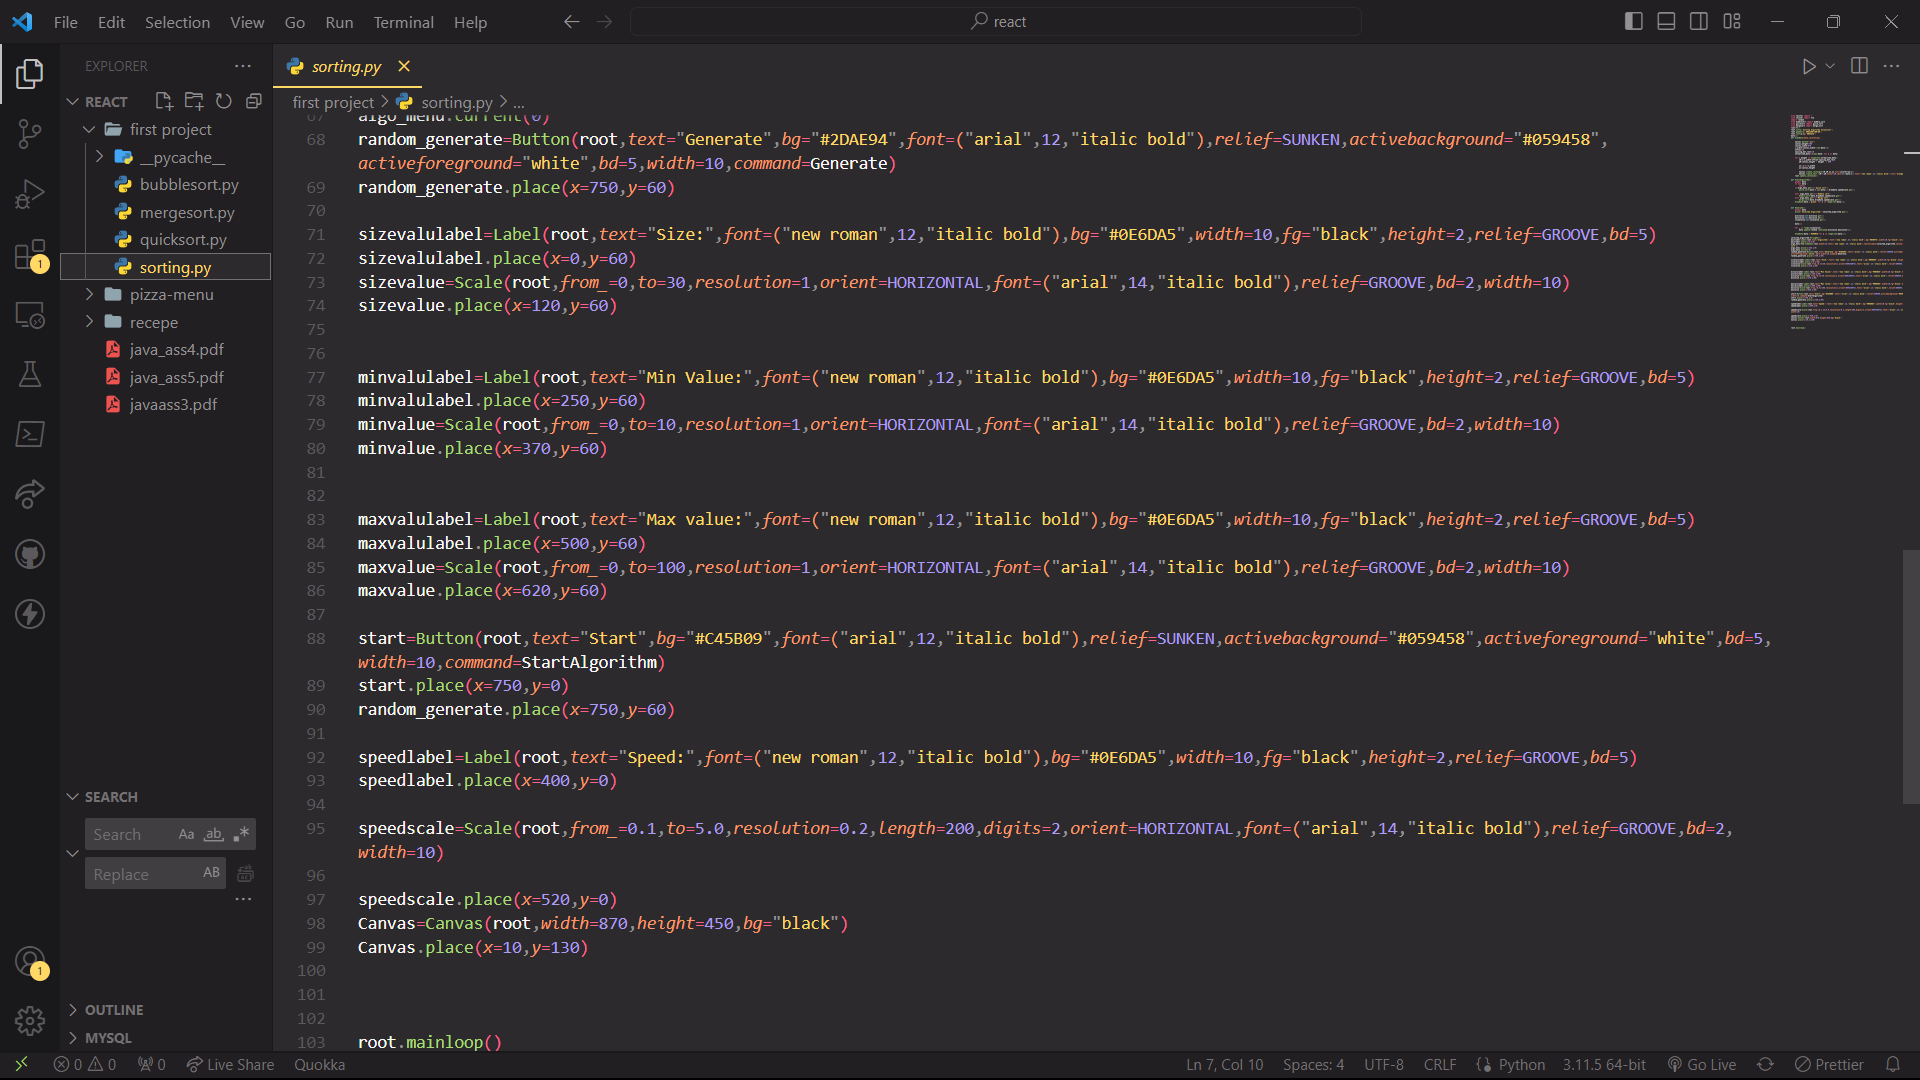 File Edit Selection View Go Run Terminal Help
react
EXPLORER
REACT
first project
__pycache__
bubblesort.py
mergesort.py
quicksort.py
sorting.py
pizza-menu
recepe
java_ass4.pdf
java_ass5.pdf
javaass3.pdf
1
SEARCH
Search Aa ab
Replace AB
OUTLINE
MYSQL
1
sorting.py
first project > sorting.py > ...
67 algo_menu.current(0)
68 random_generate=Button(root,text="Generate",bg="#2DAE94",font=("arial",12,"italic bold"),relief=SUNKEN,activebackground="#059458",
activeforeground="white",bd=5,width=10,command=Generate)
69 random_generate.place(x=750,y=60)
70
71 sizevalulabel=Label(root,text="Size:",font=("new roman",12,"italic bold"),bg="#0E6DA5",width=10,fg="black",height=2,relief=GROOVE,bd=5)
72 sizevalulabel.place(x=0,y=60)
73 sizevalue=Scale(root,from_=0,to=30,resolution=1,orient=HORIZONTAL,font=("arial",14,"italic bold"),relief=GROOVE,bd=2,width=10)
74 sizevalue.place(x=120,y=60)
75
76
77 minvalulabel=Label(root,text="Min Value:",font=("new roman",12,"italic bold"),bg="#0E6DA5",width=10,fg="black",height=2,relief=GROOVE,bd=5)
78 minvalulabel.place(x=250,y=60)
79 minvalue=Scale(root,from_=0,to=10,resolution=1,orient=HORIZONTAL,font=("arial",14,"italic bold"),relief=GROOVE,bd=2,width=10)
80 minvalue.place(x=370,y=60)
81
82
83 maxvalulabel=Label(root,text="Max value:",font=("new roman",12,"italic bold"),bg="#0E6DA5",width=10,fg="black",height=2,relief=GROOVE,bd=5)
84 maxvalulabel.place(x=500,y=60)
85 maxvalue=Scale(root,from_=0,to=100,resolution=1,orient=HORIZONTAL,font=("arial",14,"italic bold"),relief=GROOVE,bd=2,width=10)
86 maxvalue.place(x=620,y=60)
87
88 start=Button(root,text="Start",bg="#C45B09",font=("arial",12,"italic bold"),relief=SUNKEN,activebackground="#059458",activeforeground="white",bd=5,
width=10,command=StartAlgorithm)
89 start.place(x=750,y=0)
90 random_generate.place(x=750,y=60)
91
92 speedlabel=Label(root,text="Speed:",font=("new roman",12,"italic bold"),bg="#0E6DA5",width=10,fg="black",height=2,relief=GROOVE,bd=5)
93 speedlabel.place(x=400,y=0)
94
95 speedscale=Scale(root,from_=0.1,to=5.0,resolution=0.2,length=200,digits=2,orient=HORIZONTAL,font=("arial",14,"italic bold"),relief=GROOVE,bd=2,
width=10)
96
97 speedscale.place(x=520,y=0)
98 Canvas=Canvas(root,width=870,height=450,bg="black")
99 Canvas.place(x=10,y=130)
100
101
102
103 root.mainloop()
0 0 0 Live Share Quokka Ln 7, Col 10 Spaces: 4 UTF-8 CRLF Python 3.11.5 64-bit Go Live Prettier